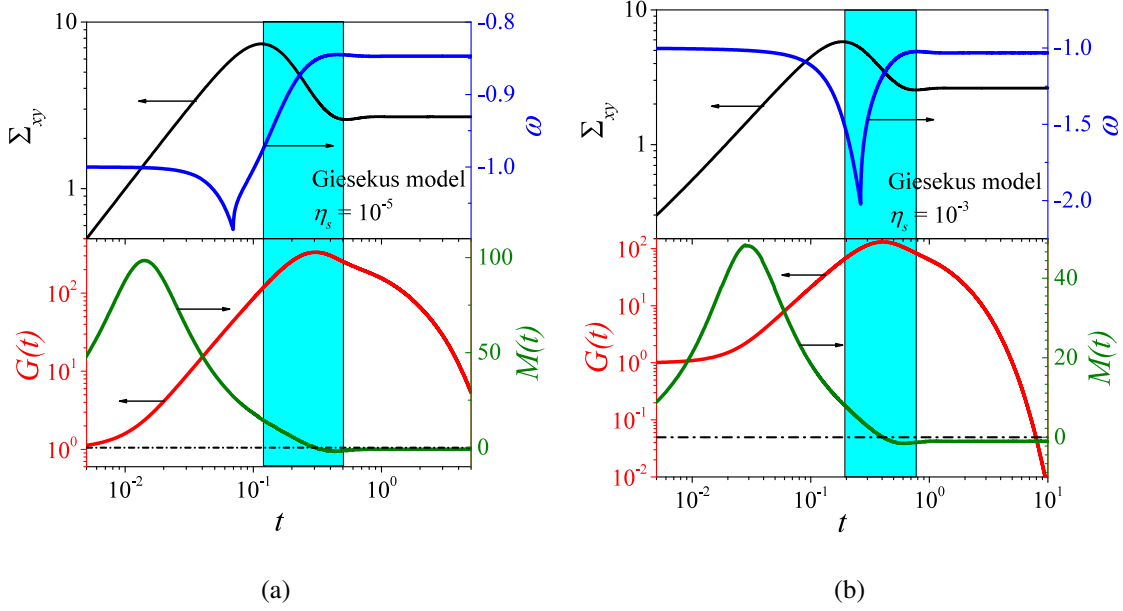 10
1
Σxy
-0.8
-0.9
-1.0
ω
Giesekus model
ηs = 10-5
10²
10¹
10⁰
G(t)
100
50
0
M(t)
10-2
10-1
10⁰
t
(a)
10
1
Σxy
-1.0
-1.5
-2.0
ω
Giesekus model
ηs = 10-3
10²
10¹
10⁰
10-1
10-2
G(t)
40
20
0
M(t)
10-2
10-1
10⁰
10¹
t
(b)